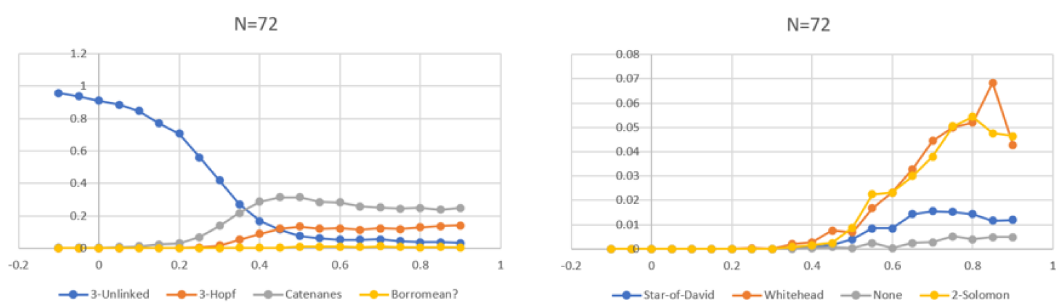 N=72
1.2
1
0.8
0.6
0.4
0.2
0
-0.2 0 0.2 0.4 0.6 0.8 1
3-Unlinked 3-Hopf Catenanes Borromean?
N=72
0.08
0.07
0.06
0.05
0.04
0.03
0.02
0.01
0
-0.2 0 0.2 0.4 0.6 0.8 1
Star-of-David Whitehead None 2-Solomon